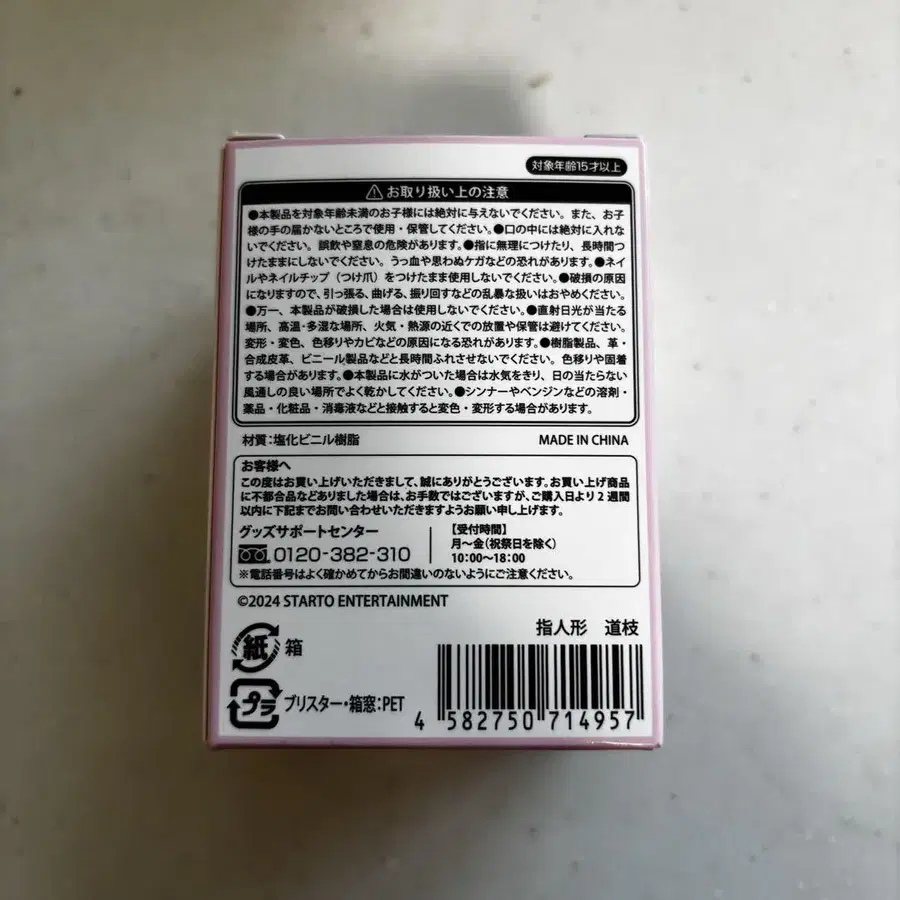 対象年齢15才以上
⚠お取り扱い上の注意
●本製品を対象年齢未満のお子様には絶対に与えないでください。また、お子
様の手の届かないところで使用・保管してください。●口の中には絶対に入れな
いでください。誤飲や窒息の危険があります。●指に無理につけたり、長時間つ
けたままにしないでください。うっ血や思わぬケガなどの恐れがあります。●ネイ
ルやネイルチップ（つけ爪）をつけたまま使用しないでください。●破損の原因
になりますので、引っ張る、曲げる、振り回すなどの乱暴な扱いはおやめください。
●万一、本製品が破損した場合は使用しないでください。●直射日光が当たる
場所、高温・多湿な場所、火気・熱源の近くでの放置や保管は避けてください。
変形・変色、色移りやカビなどの原因になる恐れがあります。●樹脂製品、革・
合成皮革、ビニール製品などと長時間ふれさせないでください。色移りや固着
する場合があります。●本製品に水がついた場合は水気をきり、日の当たらない
風通しの良い場所でよく乾かしてください。●シンナーやベンジンなどの溶剤・
薬品・化粧品・消毒液などと接触すると変色・変形する場合があります。
材質：塩化ビニル樹脂 MADE IN CHINA
お客様へ
この度はお買い上げいただきまして、誠にありがとうございます。お買い上げ商品
に不都合品などありました場合は、お手数ではございますが、ご購入日より2週間
以内に下記までお問い合わせいただきますようお願い申し上げます。
グッズサポートセンター
0120-382-310
【受付時間】
月～金（祝祭日を除く）
10：00～18：00
※電話番号はよく確かめてからお間違いのないようにご注意ください。
©2024 STARTO ENTERTAINMENT
指人形 道枝
紙 箱
プラ ブリスター・箱窓：PET
4 582750 714957